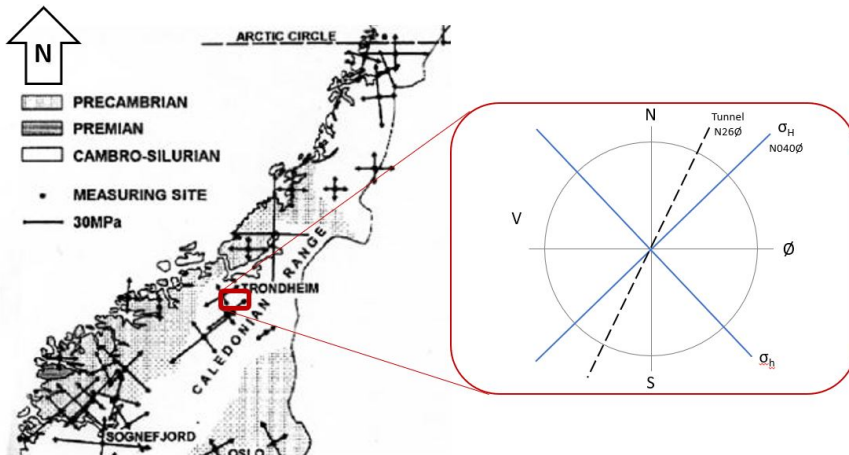 N
ARCTIC CIRCLE
PRECAMBRIAN
PREMIAN
CAMBRO-SILURIAN
MEASURING SITE
30MPa
TRONDHEIM
CALEDONIAN RANGE
SOGNEFJORD
OSLO
N
Tunnel
N26Ø
σH
N040Ø
V
Ø
S
σh